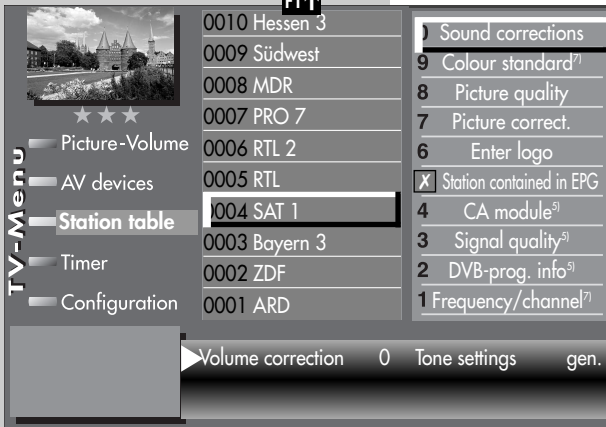 TV-Menu
Picture-Volume
AV devices
Station table
Timer
Configuration
0010 Hessen 3
0009 Südwest
0008 MDR
0007 PRO 7
0006 RTL 2
0005 RTL
0004 SAT 1
0003 Bayern 3
0002 ZDF
0001 ARD
0 Sound corrections
9 Colour standard7)
8 Picture quality
7 Picture correct.
6 Enter logo
✗ Station contained in EPG
4 CA module5)
3 Signal quality5)
2 DVB-prog. info5)
1 Frequency/channel7)
Volume correction 0 Tone settings gen.